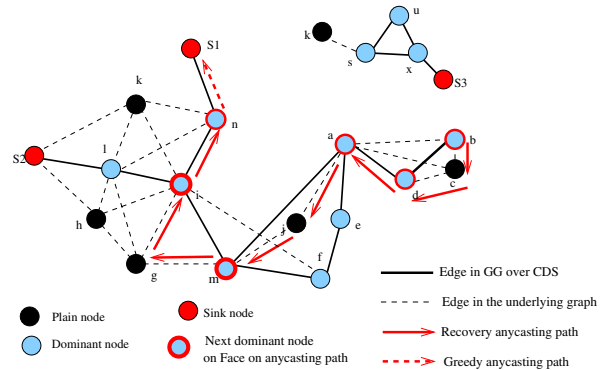 u
k
S1
s
x
S3
k
n
a
b
S2
l
i
d
c
h
j
e
g
m
f
Edge in GG over CDS
Edge in the underlying graph
Plain node
Sink node
Recovery anycasting path
Dominant node
Next dominant node
on Face on anycasting path
Greedy anycasting path